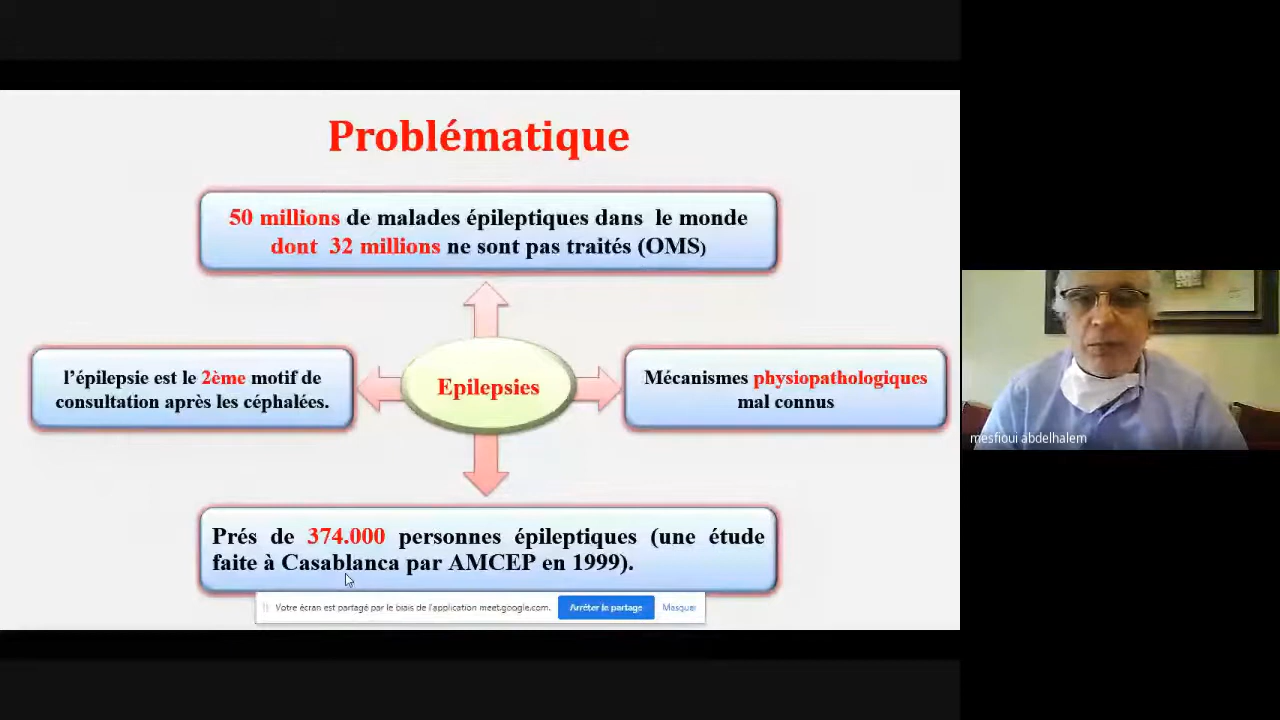 Problématique
50 millions de malades épileptiques dans le monde
dont 32 millions ne sont pas traités (OMS)
l'épilepsie est le 2ème motif de
consultation après les céphalées.
Epilepsies
Mécanismes physiopathologiques
mal connus
Prés de 374.000 personnes épileptiques (une étude
faite à Casablanca par AMCEP en 1999).
Votre écran est partagé par le biais de l'application meet.google.com.
Arrêter le partage
Masquer
mesfioui abdelhalem